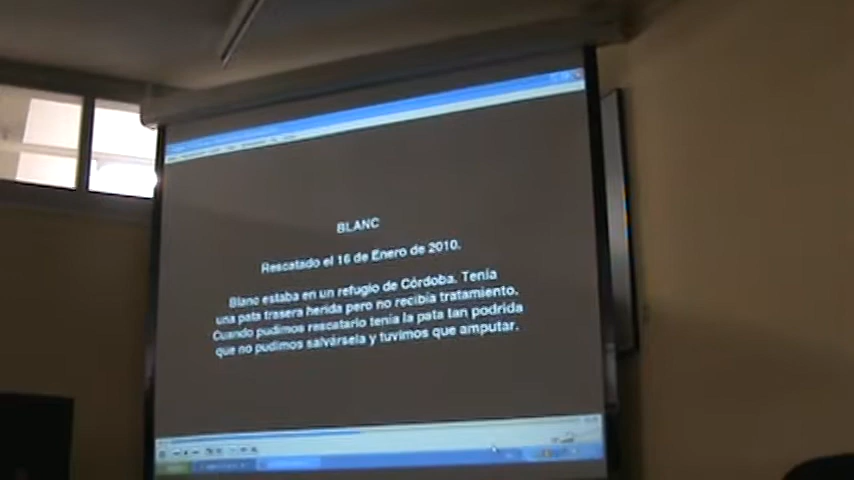 BLANC
Rescatado el 16 de Enero de 2010.
Blanc estaba en un refugio de Córdoba. Tenía
una pata trasera herida pero no recibía tratamiento.
Cuando pudimos rescatarlo tenía la pata tan podrida
que no pudimos salvársela y tuvimos que amputar.